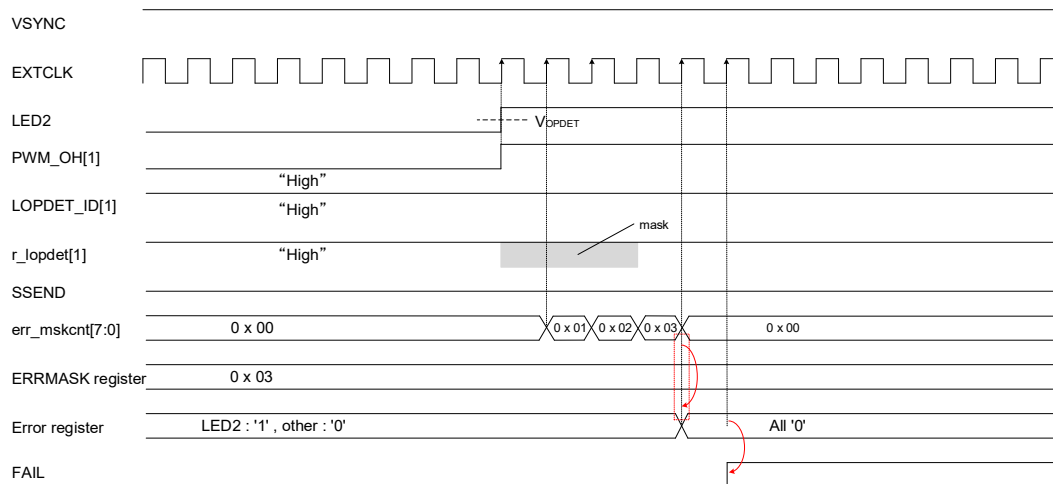 VSYNC
EXTCLK
LED2
VOPDET
PWM_OH[1]
“High”
LOPDET_ID[1]
“High”
mask
r_lopdet[1]
“High”
SSEND
err_mskcnt[7:0]
0 x 00
0 x 01
0 x 02
0 x 03
0 x 00
ERRMASK register
0 x 03
Error register
LED2 : '1' , other : '0'
All '0'
FAIL